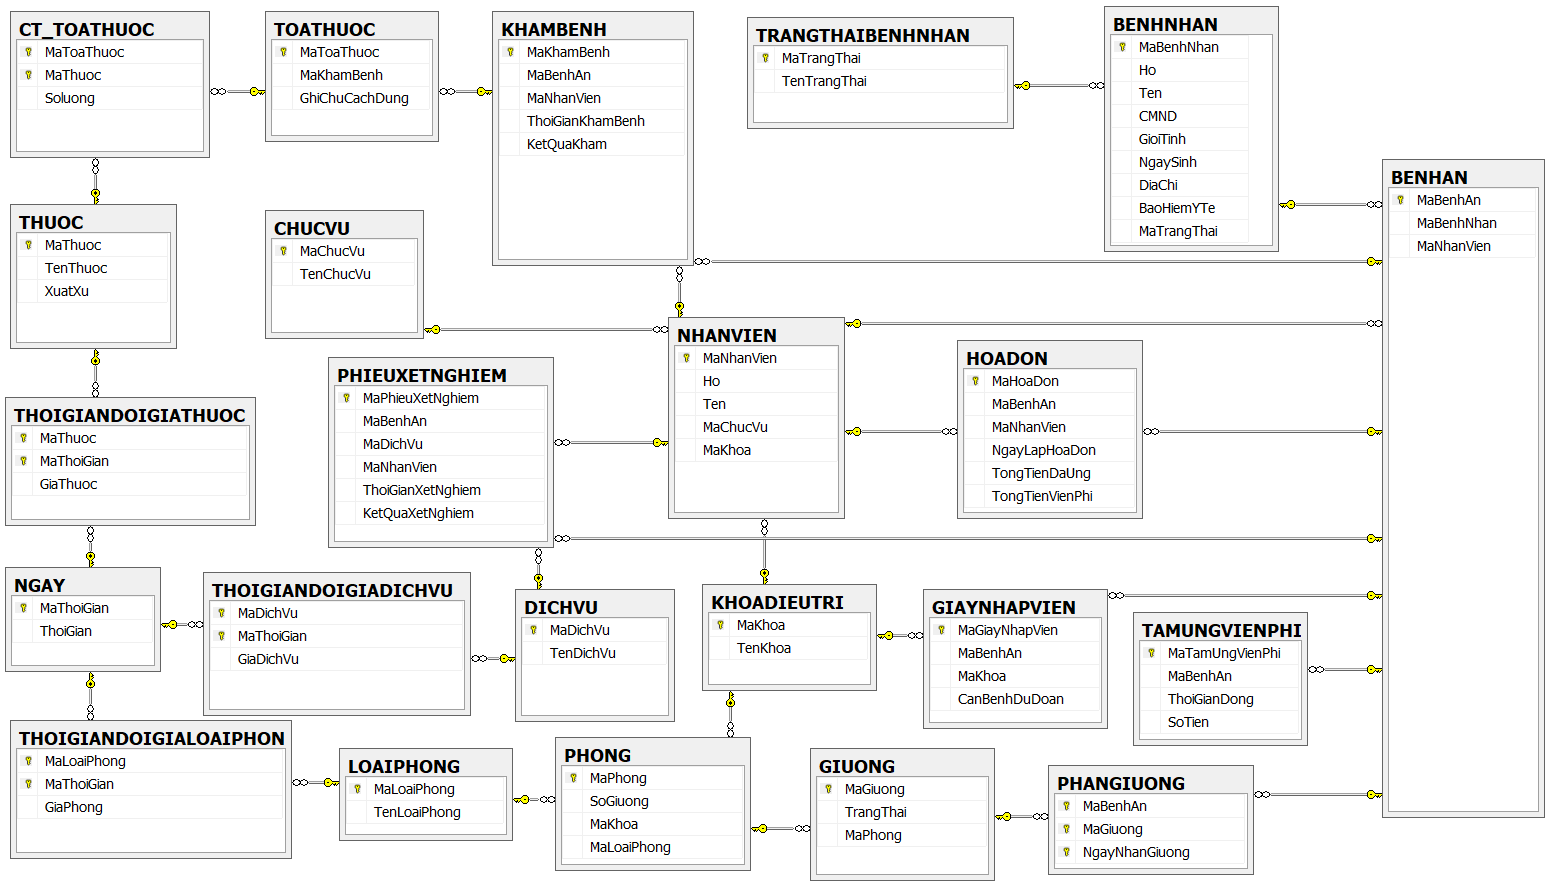 CT_TOATHUOC
MaToaThuoc
MaThuoc
Soluong
TOATHUOC
MaToaThuoc
MaKhamBenh
GhiChuCachDung
KHAMBENH
MaKhamBenh
MaBenhAn
MaNhanVien
ThoiGianKhamBenh
KetQuaKham
TRANGTHAIBENHNHAN
MaTrangThai
TenTrangThai
BENHNHAN
MaBenhNhan
Ho
Ten
CMND
GioiTinh
NgaySinh
DiaChi
BaoHiemYTe
MaTrangThai
BENHAN
MaBenhAn
MaBenhNhan
MaNhanVien
THUOC
MaThuoc
TenThuoc
XuatXu
CHUCVU
MaChucVu
TenChucVu
NHANVIEN
MaNhanVien
Ho
Ten
MaChucVu
MaKhoa
HOADON
MaHoaDon
MaBenhAn
MaNhanVien
NgayLapHoaDon
TongTienDaUng
TongTienVienPhi
PHIEUXETNGHIEM
MaPhieuXetNghiem
MaBenhAn
MaDichVu
MaNhanVien
ThoiGianXetNghiem
KetQuaXetNghiem
THOIGIANDOIGIATHUOC
MaThuoc
MaThoiGian
GiaThuoc
NGAY
MaThoiGian
ThoiGian
THOIGIANDOIGIADICHVU
MaDichVu
MaThoiGian
GiaDichVu
DICHVU
MaDichVu
TenDichVu
KHOADIEUTRI
MaKhoa
TenKhoa
GIAYNHAPVIEN
MaGiayNhapVien
MaBenhAn
MaKhoa
CanBenhDuDoan
TAMUNGVIENPHI
MaTamUngVienPhi
MaBenhAn
ThoiGianDong
SoTien
THOIGIANDOIGIALOAIPHON
MaLoaiPhong
MaThoiGian
GiaPhong
LOAIPHONG
MaLoaiPhong
TenLoaiPhong
PHONG
MaPhong
SoGiuong
MaKhoa
MaLoaiPhong
GIUONG
MaGiuong
TrangThai
MaPhong
PHANGIUONG
MaBenhAn
MaGiuong
NgayNhanGiuong